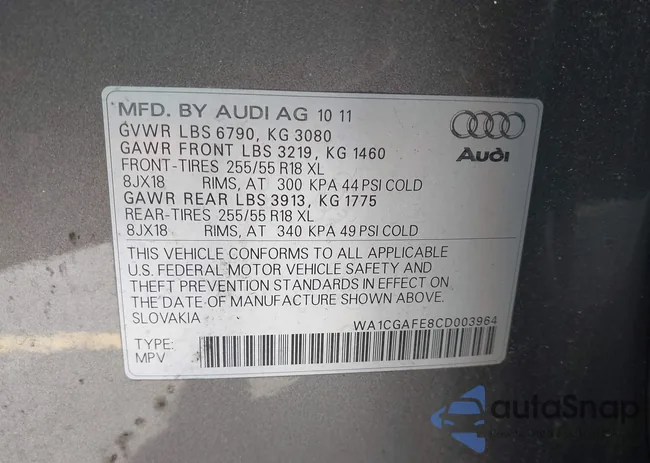 MFD. BY AUDI AG 10 11
GVWR LBS 6790, KG 3080
GAWR FRONT LBS 3219, KG 1460
FRONT-TIRES 255/55 R18 XL
8JX18 RIMS, AT 300 KPA 44 PSI COLD
GAWR REAR LBS 3913, KG 1775
REAR-TIRES 255/55 R18 XL
8JX18 RIMS, AT 340 KPA 49 PSI COLD
THIS VEHICLE CONFORMS TO ALL APPLICABLE
U.S. FEDERAL MOTOR VEHICLE SAFETY AND
THEFT PREVENTION STANDARDS IN EFFECT ON
THE DATE OF MANUFACTURE SHOWN ABOVE.
SLOVAKIA
WA1CGAFE8CD003964
TYPE:
MPV
Audi
autoSnap